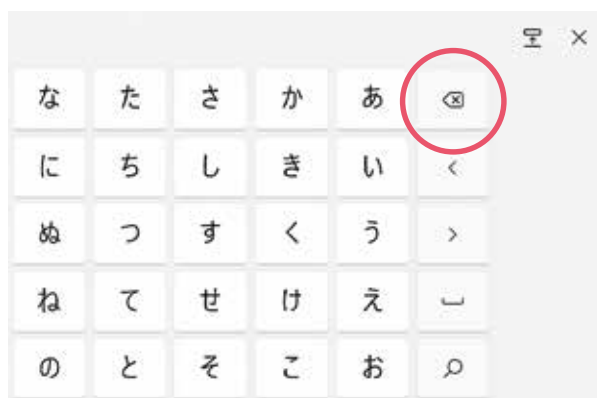 な た さ か あ
に ち し き い
ぬ つ す く う
ね て せ け え
の と そ こ お